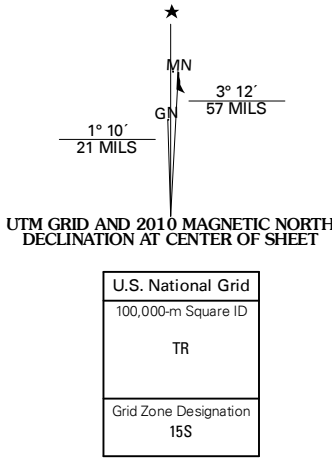 MN
3° 12´
57 MILS
GN
1° 10´
21 MILS
UTM GRID AND 2010 MAGNETIC NORTH
DECLINATION AT CENTER OF SHEET
U.S. National Grid
100,000-m Square ID
TR
Grid Zone Designation
15S